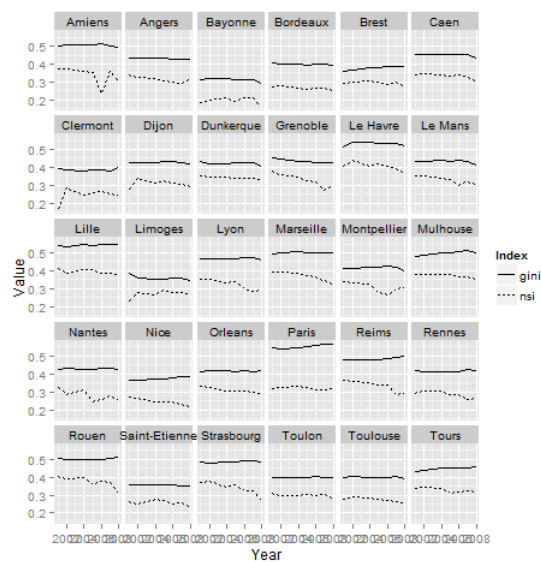 Amiens Angers Bayonne Bordeaux Brest Caen
0.5
0.4
0.3
0.2
Clermont Dijon Dunkerque Grenoble Le Havre Le Mans
0.5
0.4
0.3
0.2
Lille Limoges Lyon Marseille Montpellier Mulhouse
0.5
0.4
0.3
0.2
Nantes Nice Orleans Paris Reims Rennes
0.5
0.4
0.3
0.2
Rouen Saint-Etienne Strasbourg Toulon Toulouse Tours
0.5
0.4
0.3
0.2
Year
Value
Index
gini
nsi